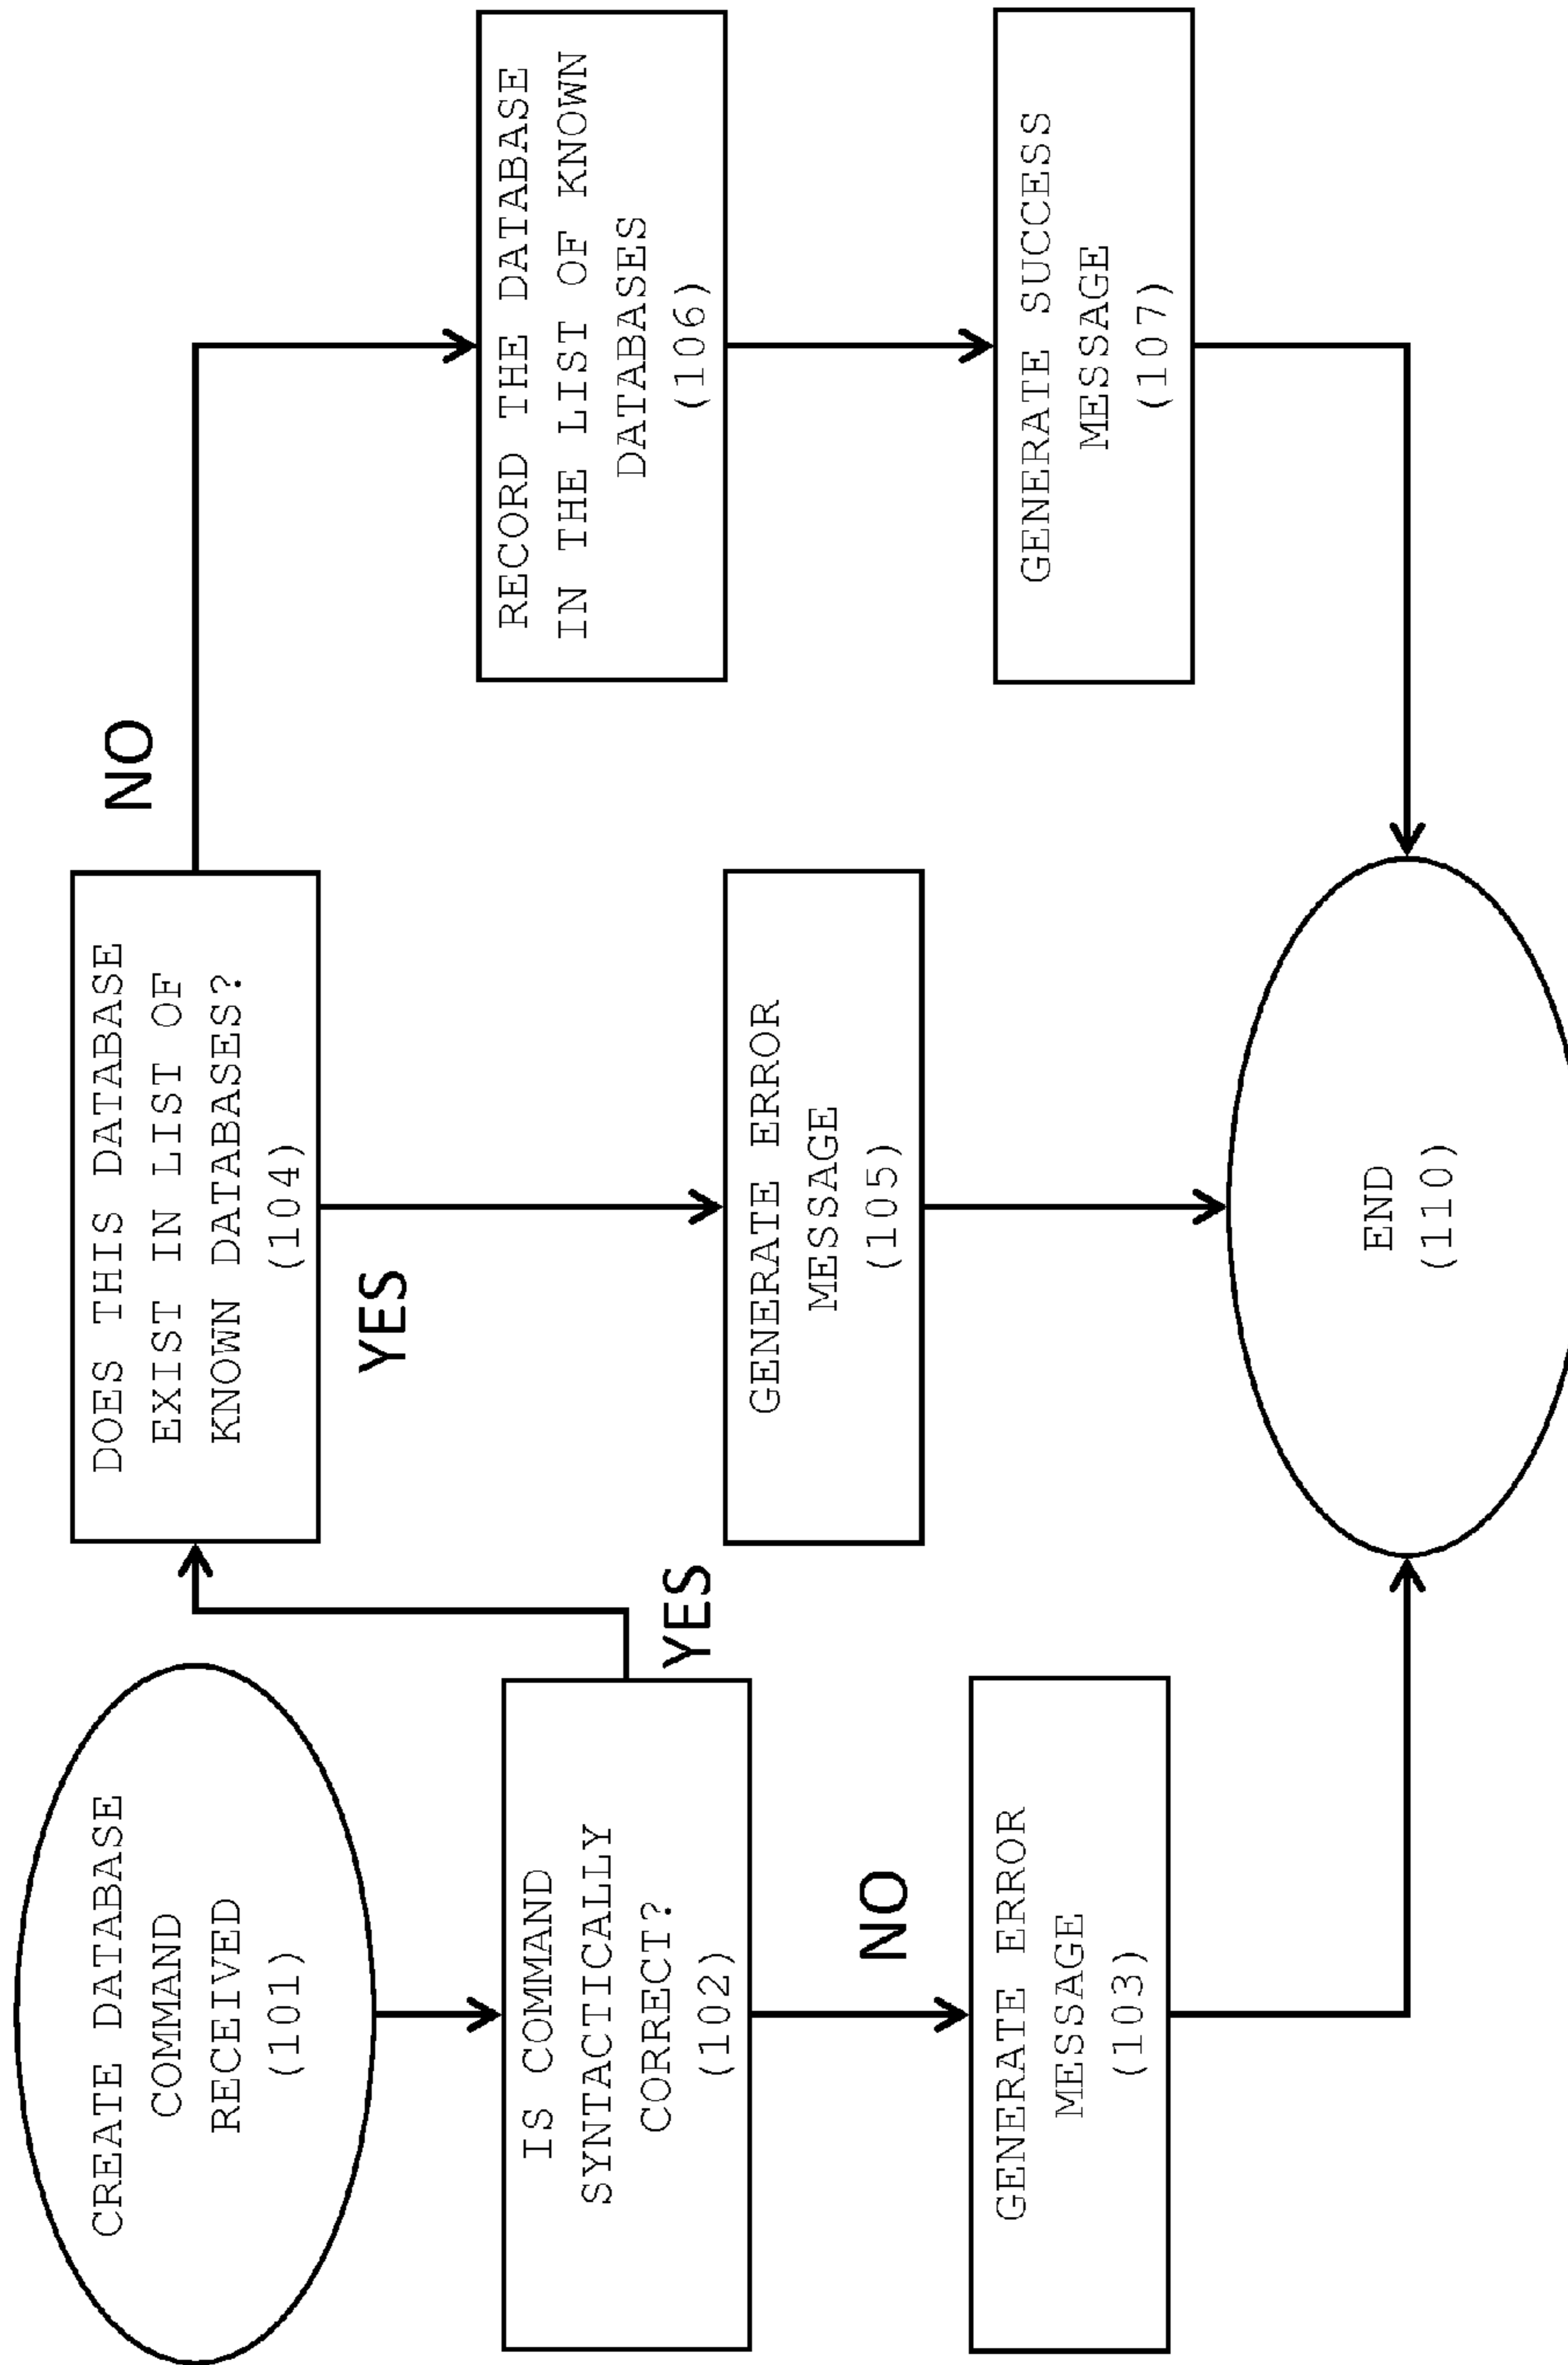 CREATE DATABASE
COMMAND
RECEIVED
(101)
IS COMMAND
SYNTACTICALLY
CORRECT?
(102)
YES
NO
GENERATE ERROR
MESSAGE
(103)
DOES THIS DATABASE
EXIST IN LIST OF
KNOWN DATABASES?
(104)
NO
YES
GENERATE ERROR
MESSAGE
(105)
RECORD THE DATABASE
IN THE LIST OF KNOWN
DATABASES
(106)
GENERATE SUCCESS
MESSAGE
(107)
END
(110)